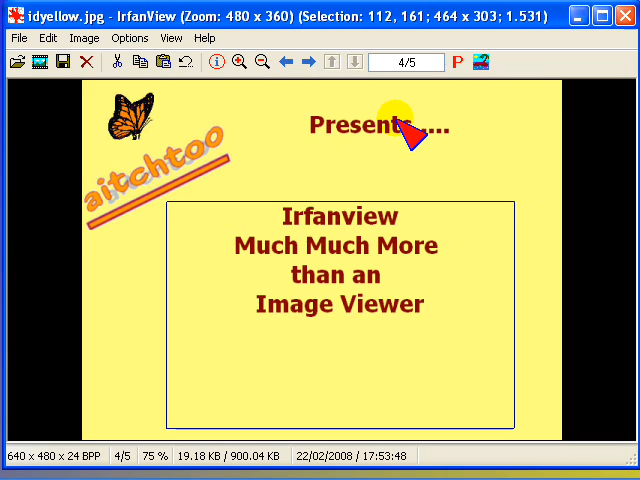 idyellow.jpg - IrfanView (Zoom: 480 x 360) (Selection: 112, 161; 464 x 303; 1.531)
File Edit Image Options View Help
4/5 P
Presents.....
aitchtoo
Irfanview
Much Much More
than an
Image Viewer
640 x 480 x 24 BPP 4/5 75 % 19.18 KB / 900.04 KB 22/02/2008 / 17:53:48